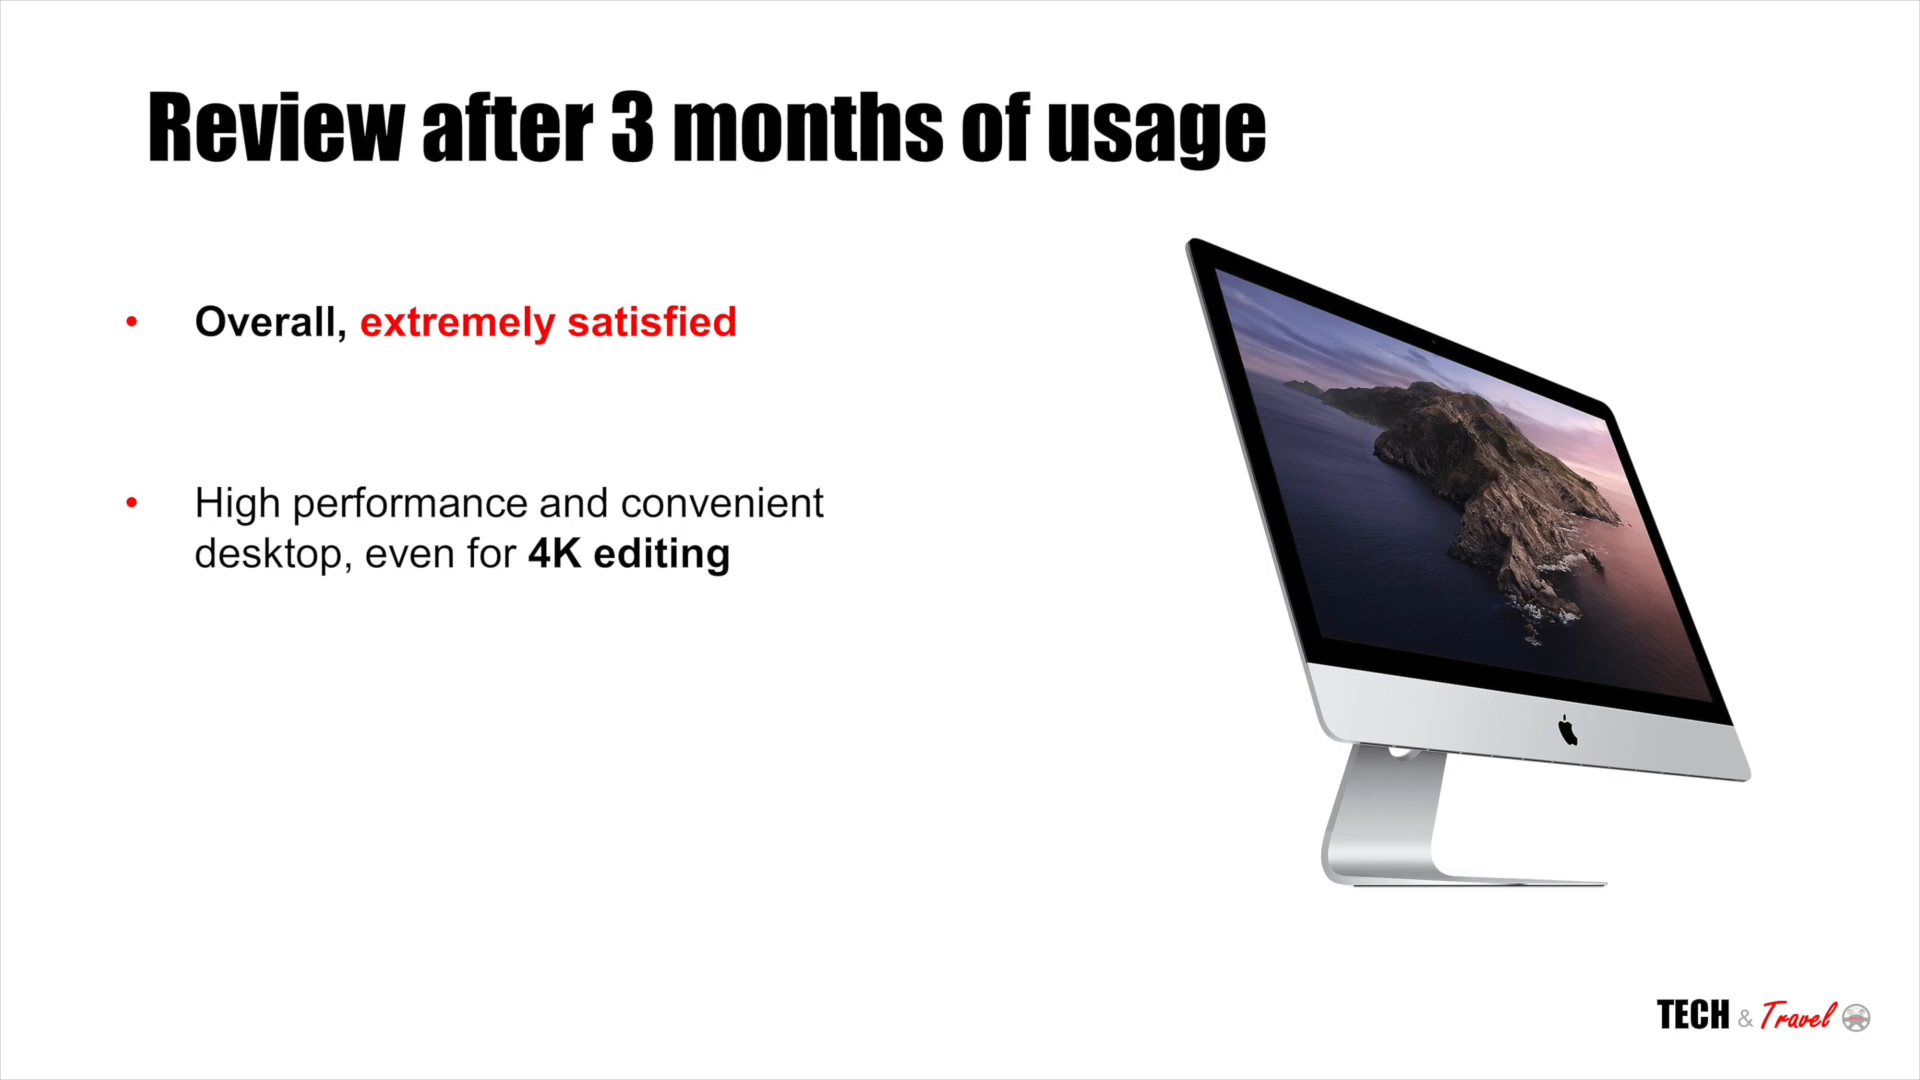 Review after 3 months of usage
• Overall, extremely satisfied
• High performance and convenient
desktop, even for 4K editing
TECH & Travel